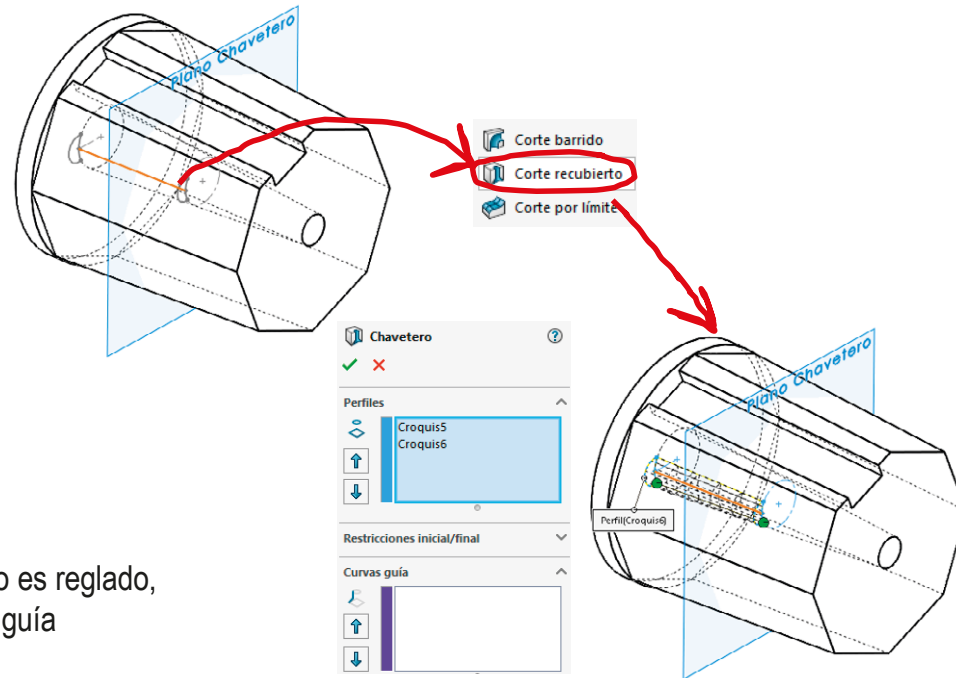 Plano Chavetero
Corte barrido
Corte recubierto
Corte por límite
Chavetero
Perfiles
Croquis5
Croquis6
Restricciones inicial/final
Curvas guía
Plano Chavetero
Perfil(Croquis6)
o es reglado,
guía